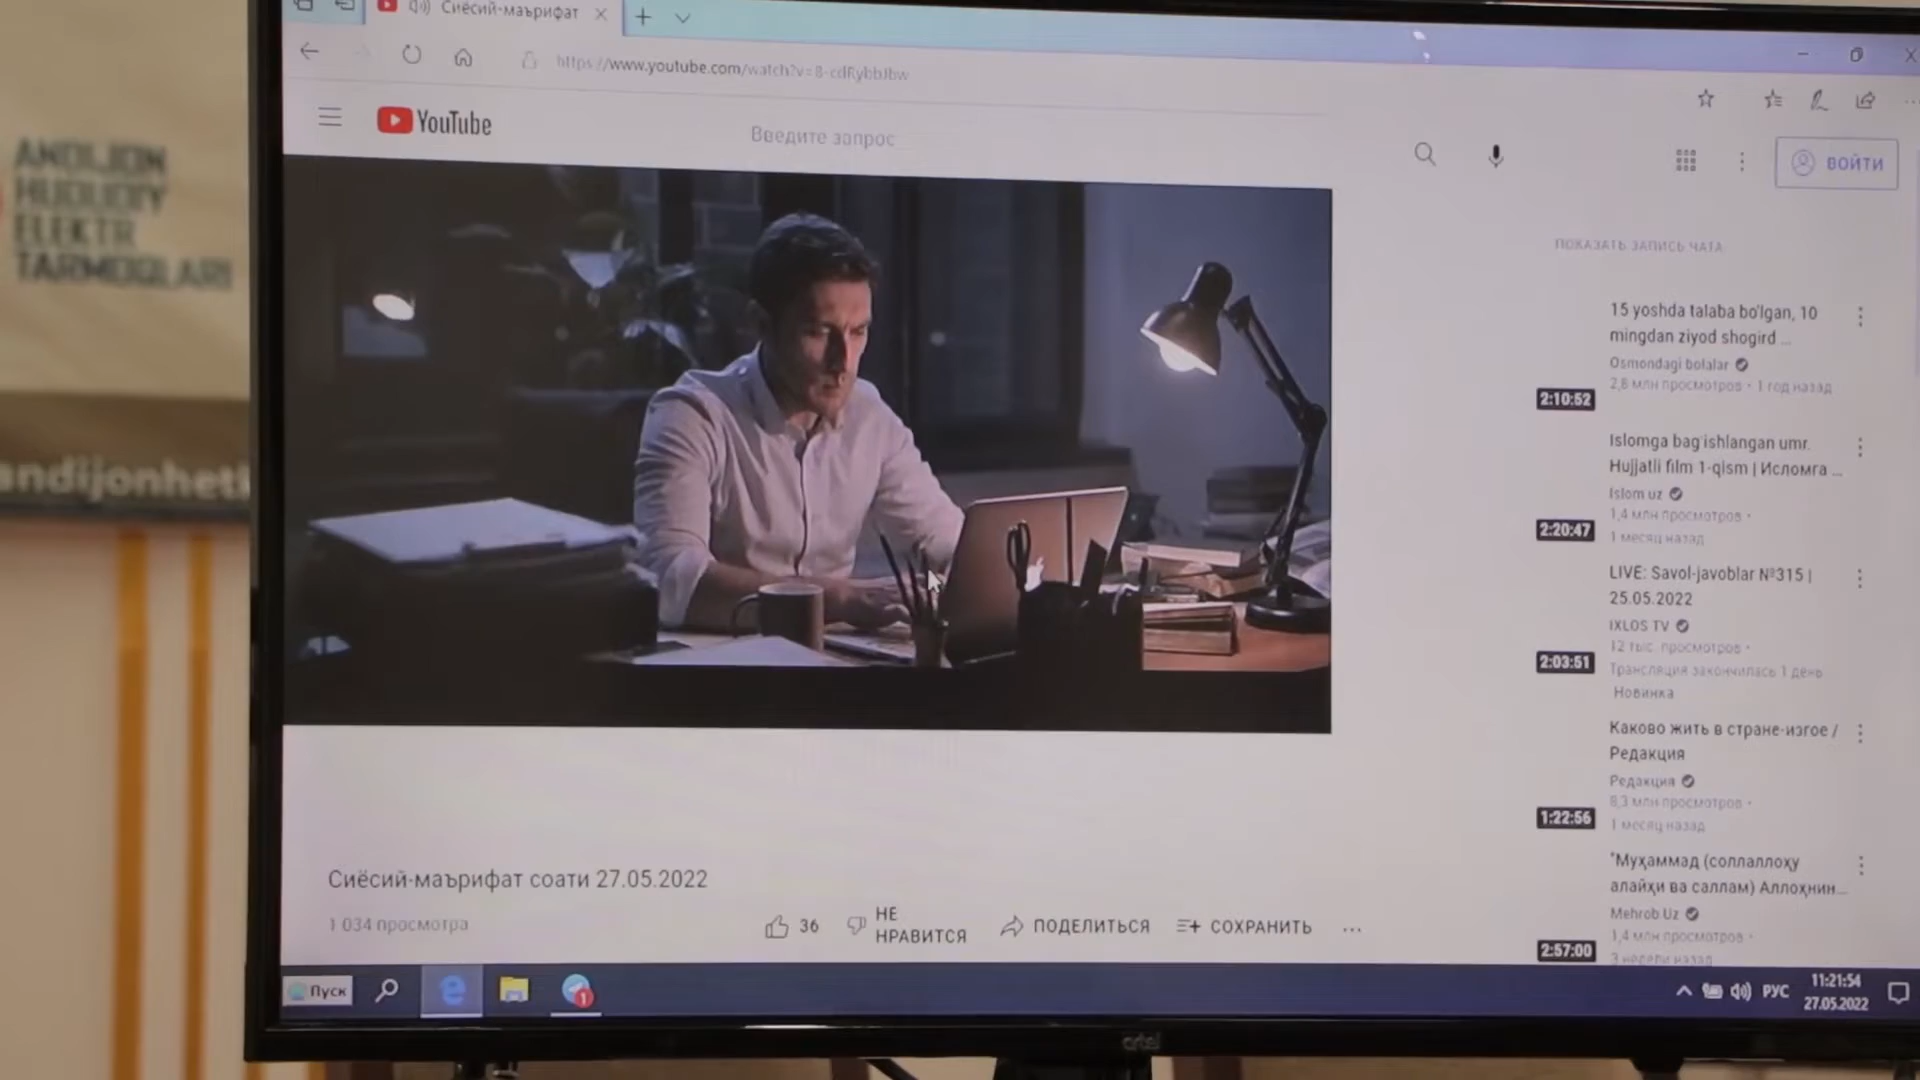 ANDIJON
HUDUDIY
ELEKTR
TARMOQLARI
andijonhet
Сиёсий-маърифат
https://www.youtube.com/watch?v=
YouTube
Введите запрос
ВОЙТИ
ПОКАЗАТЬ ЗАПИСЬ ЧАТА
15 yoshda talaba bo'lgan, 10
mingdan ziyod shogird ...
Osmondagi bolalar
2,8 млн просмотров • 1 год назад
2:10:52
Islomga bag'ishlangan umr.
Hujjatli film 1-qism | Исломга ...
Islom uz
1,4 млн просмотров •
1 месяц назад
2:20:47
LIVE: Savol-javoblar №315 |
25.05.2022
IXLOS TV
12 тыс. просмотров •
Трансляция закончилась 1 день
Новинка
2:03:51
Каково жить в стране-изгое /
Редакция
Редакция
8,3 млн просмотров •
1 месяц назад
1:22:56
"Муҳаммад (соллаллоҳу
алайҳи ва саллам) Аллоҳнин...
Mehrob Uz
1,4 млн просмотров •
3 недели назад
2:57:00
Сиёсий-маърифат соати 27.05.2022
1 034 просмотра
36
НЕ
НРАВИТСЯ
ПОДЕЛИТЬСЯ
СОХРАНИТЬ
Пуск
1
РУС
11:21:54
27.05.2022
artel